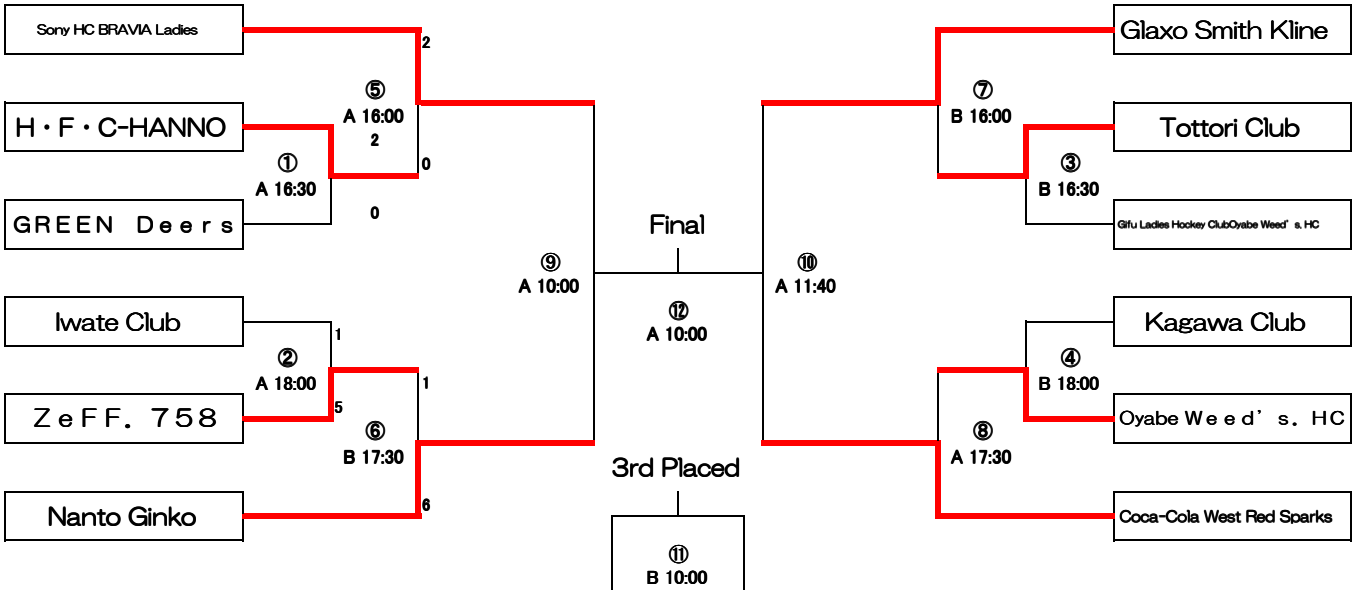 Sony HC BRAVIA Ladies
2
Glaxo Smith Kline
⑤
A 16:00
⑦
B 16:00
H・F・C-HANNO
2
Tottori Club
①
A 16:30
0
③
B 16:30
GREEN Deers
0
Gifu Ladies Hockey ClubOyabe Weed's. HC
Final
⑨
A 10:00
⑩
A 11:40
⑫
A 10:00
Iwate Club
1
Kagawa Club
②
A 18:00
④
B 18:00
1
ZeFF. 758
5
Oyabe Weed's. HC
⑥
B 17:30
⑧
A 17:30
3rd Placed
Nanto Ginko
6
Coca-Cola West Red Sparks
⑪
B 10:00